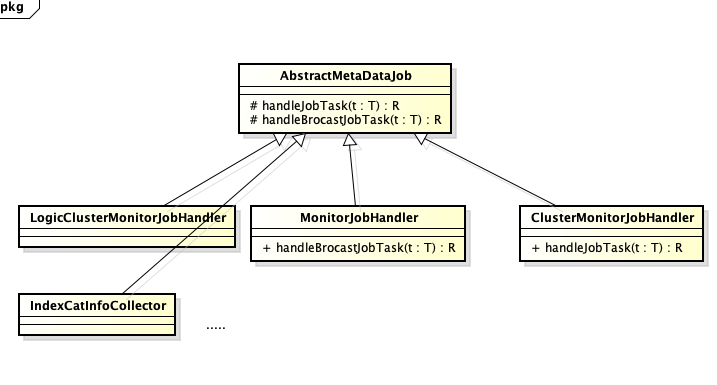 pkg
AbstractMetaDataJob
# handleJobTask(t : T) : R
# handleBrocastJobTask(t : T) : R
LogicClusterMonitorJobHandler
MonitorJobHandler
+ handleBrocastJobTask(t : T) : R
ClusterMonitorJobHandler
+ handleJobTask(t : T) : R
IndexCatInfoCollector
.....